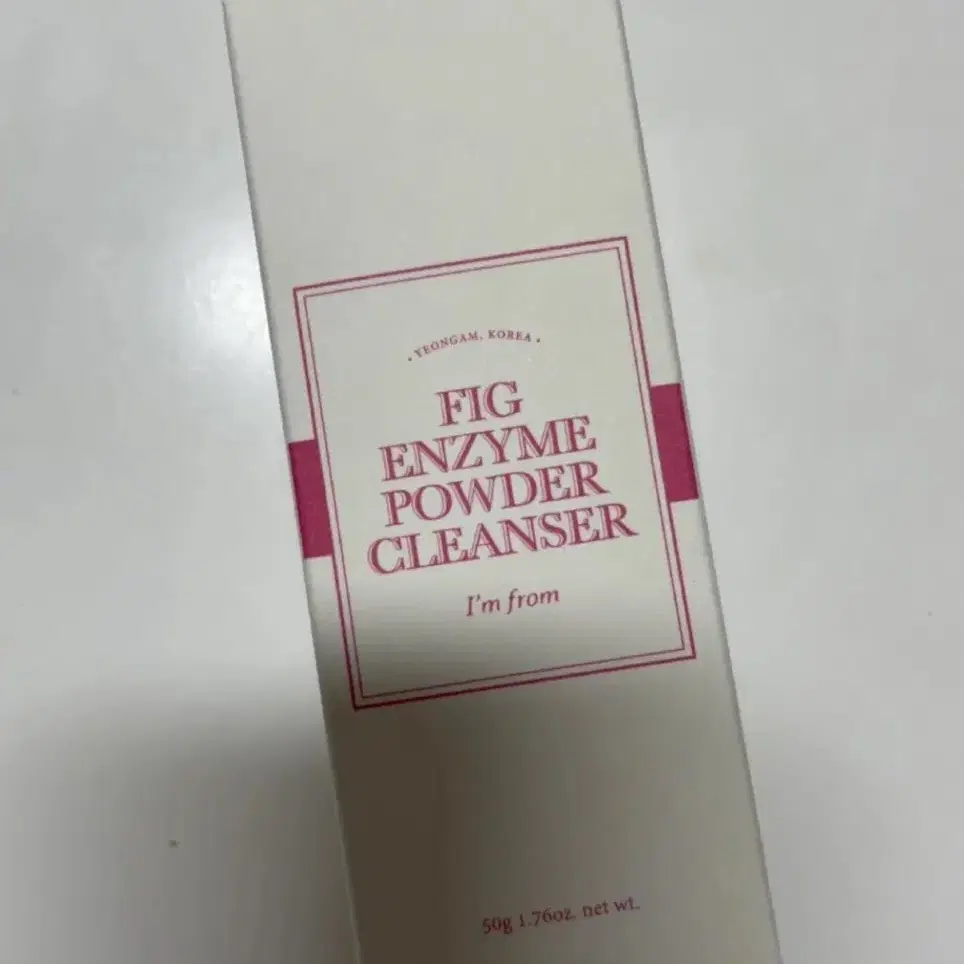 • YEONGAM, KOREA •
FIG
ENZYME
POWDER
CLEANSER
I'm from
50g 1.76oz. net wt.